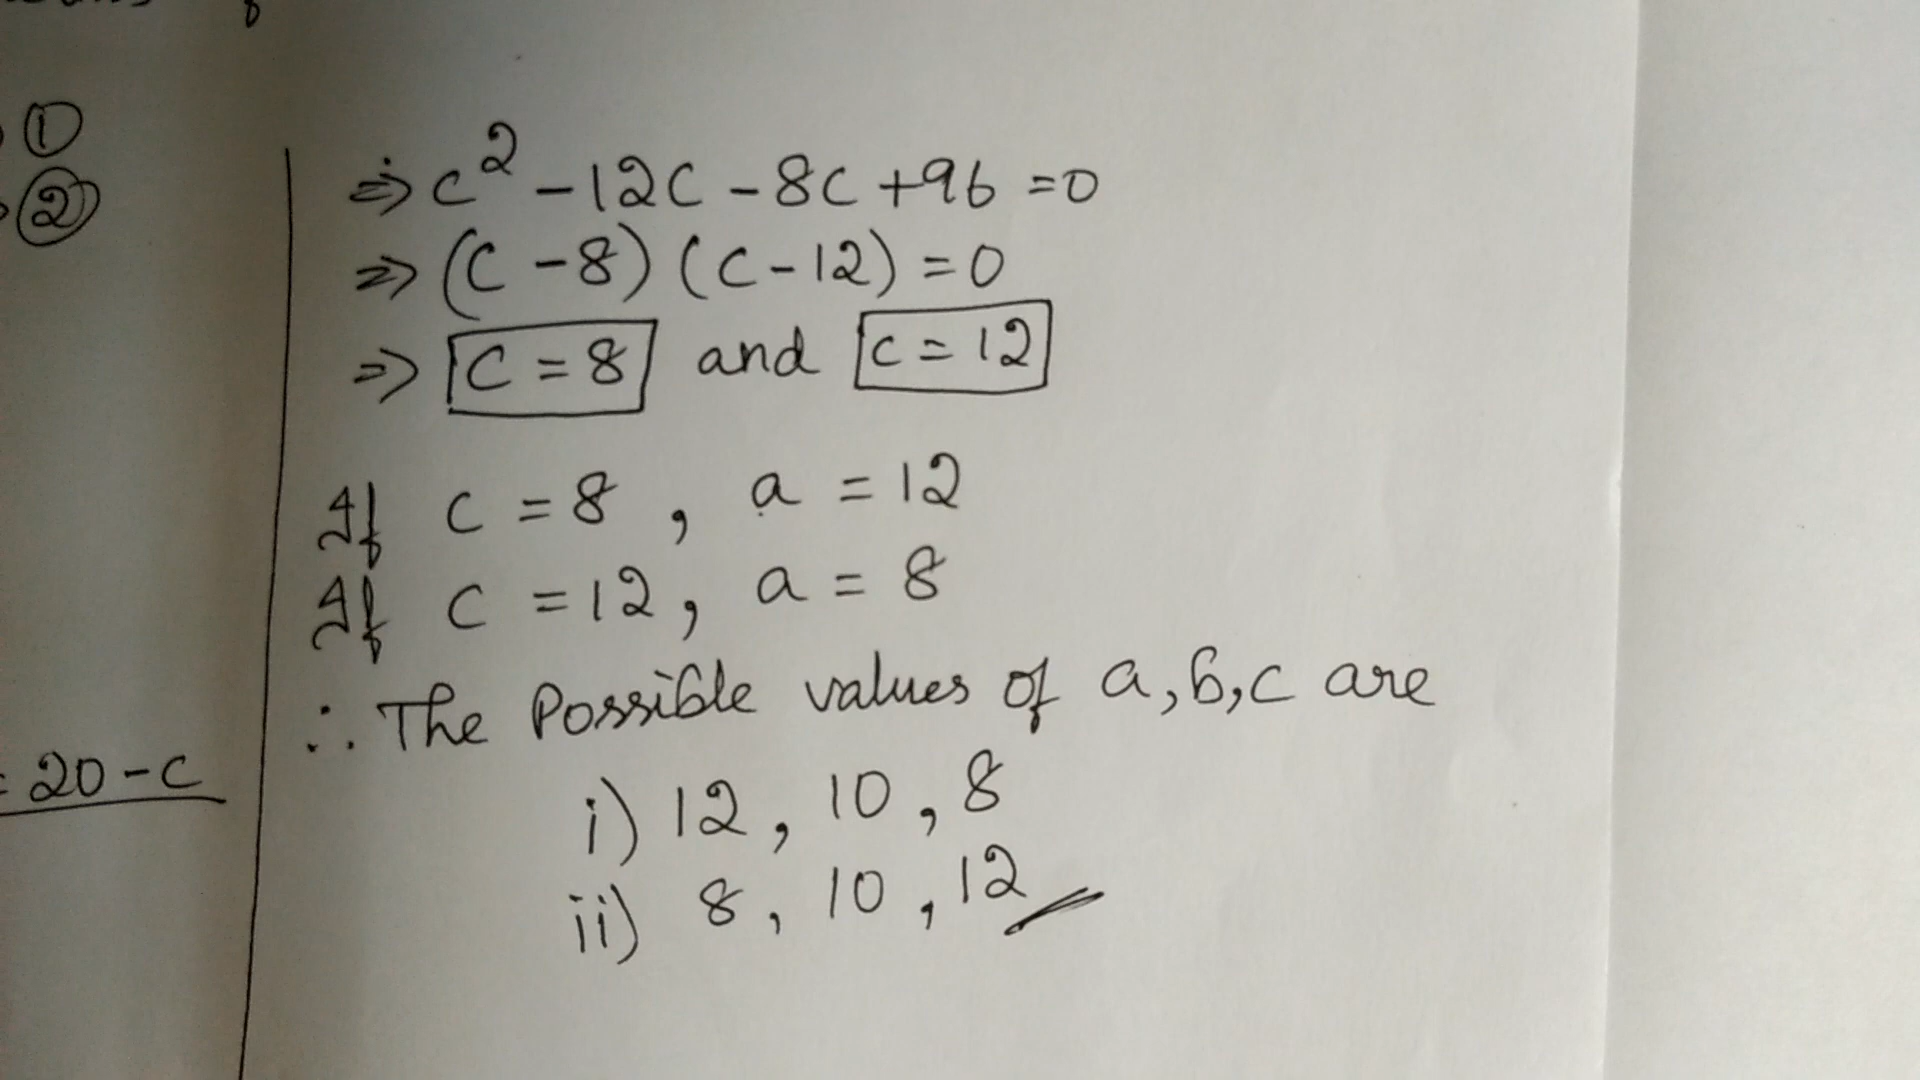 ①
②
= 20 - c
⇒ c² - 12c - 8c + 96 = 0
⇒ (c - 8) (c - 12) = 0
⇒ c = 8 and c = 12
If c = 8 , a = 12
If c = 12, a = 8
∴ The Possible values of a, b, c are
i) 12, 10, 8
ii) 8, 10, 12